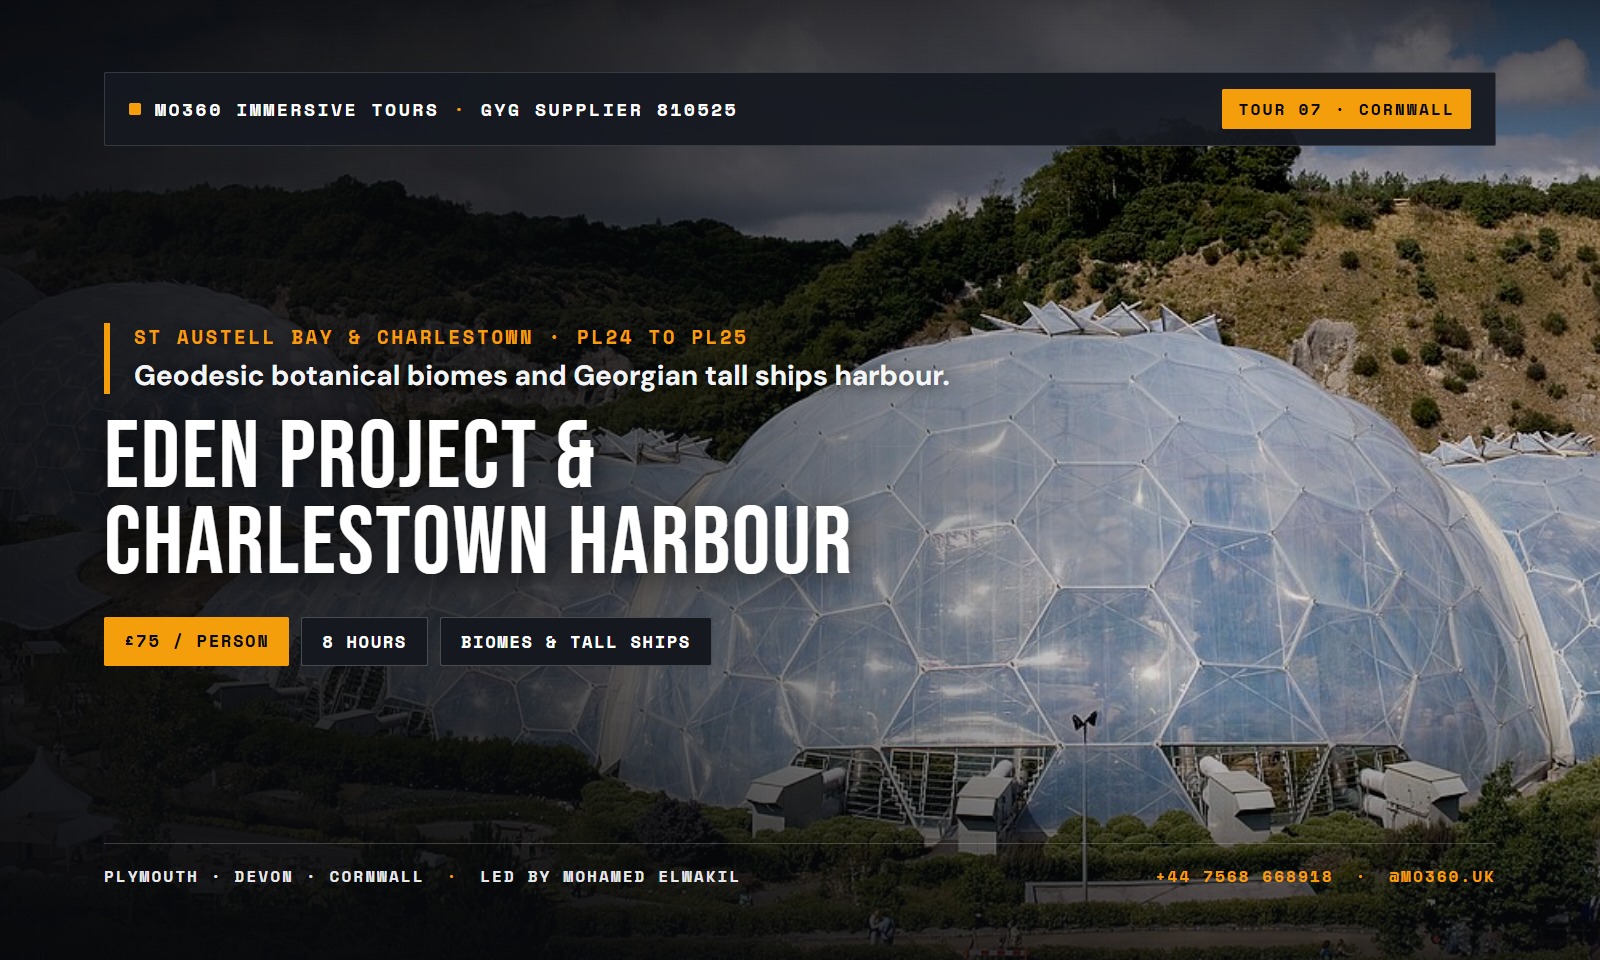 MO360 IMMERSIVE TOURS · GYG SUPPLIER 810525
TOUR 07 · CORNWALL
ST AUSTELL BAY & CHARLESTOWN · PL24 TO PL25
Geodesic botanical biomes and Georgian tall ships harbour.
EDEN PROJECT &
CHARLESTOWN HARBOUR
£75 / PERSON
8 HOURS
BIOMES & TALL SHIPS
PLYMOUTH · DEVON · CORNWALL · LED BY MOHAMED ELWAKIL
+44 7568 668918 · @MO360.UK